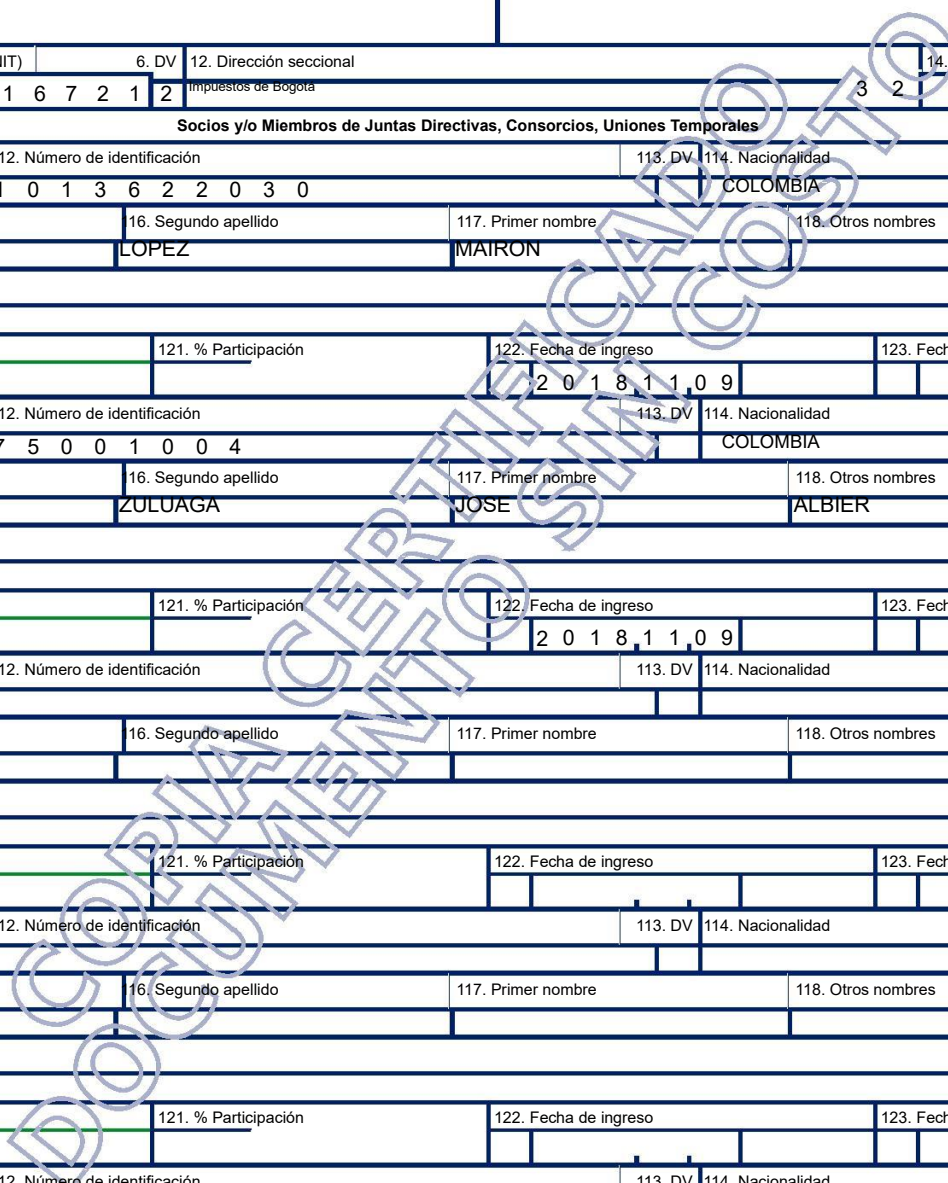 IIT) 6. DV 12. Dirección seccional 14.
1 6 7 2 1 2 Impuestos de Bogotá 3 2
Socios y/o Miembros de Juntas Directivas, Consorcios, Uniones Temporales
12. Número de identificación 113. DV 114. Nacionalidad
1 0 1 3 6 2 2 0 3 0 COLOMBIA
116. Segundo apellido 117. Primer nombre 118. Otros nombres
LOPEZ MAIRON
121. % Participación 122. Fecha de ingreso 123. Fech
2 0 1 8 1 1 0 9
12. Número de identificación 113. DV 114. Nacionalidad
7 5 0 0 1 0 0 4 COLOMBIA
116. Segundo apellido 117. Primer nombre 118. Otros nombres
ZULUAGA JOSE ALBIER
121. % Participación 122. Fecha de ingreso 123. Fech
2 0 1 8 1 1 0 9
12. Número de identificación 113. DV 114. Nacionalidad
116. Segundo apellido 117. Primer nombre 118. Otros nombres
121. % Participación 122. Fecha de ingreso 123. Fech
12. Número de identificación 113. DV 114. Nacionalidad
116. Segundo apellido 117. Primer nombre 118. Otros nombres
121. % Participación 122. Fecha de ingreso 123. Fech
12. Número de identificación 113. DV 114. Nacionalidad
COPIA CERTIFICADO
DOCUMENTO SIN COSTO